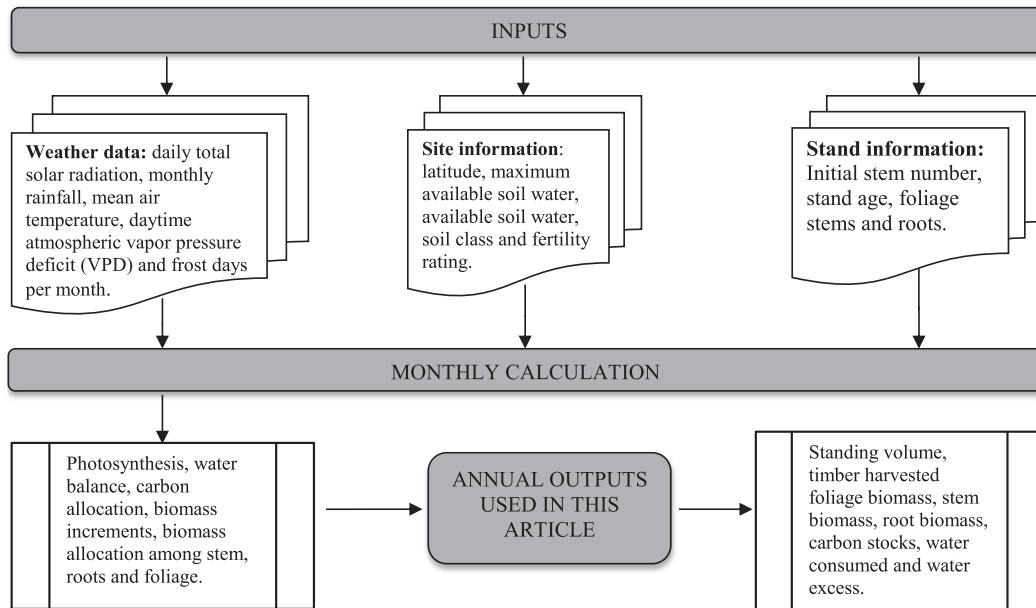 INPUTS
Weather data: daily total
solar radiation, monthly
rainfall, mean air
temperature, daytime
atmospheric vapor pressure
deficit (VPD) and frost days
per month.
Site information:
latitude, maximum
available soil water,
available soil water,
soil class and fertility
rating.
Stand information:
Initial stem number,
stand age, foliage
stems and roots.
MONTHLY CALCULATION
Photosynthesis, water
balance, carbon
allocation, biomass
increments, biomass
allocation among stem,
roots and foliage.
ANNUAL OUTPUTS
USED IN THIS
ARTICLE
Standing volume,
timber harvested
foliage biomass, stem
biomass, root biomass,
carbon stocks, water
consumed and water
excess.